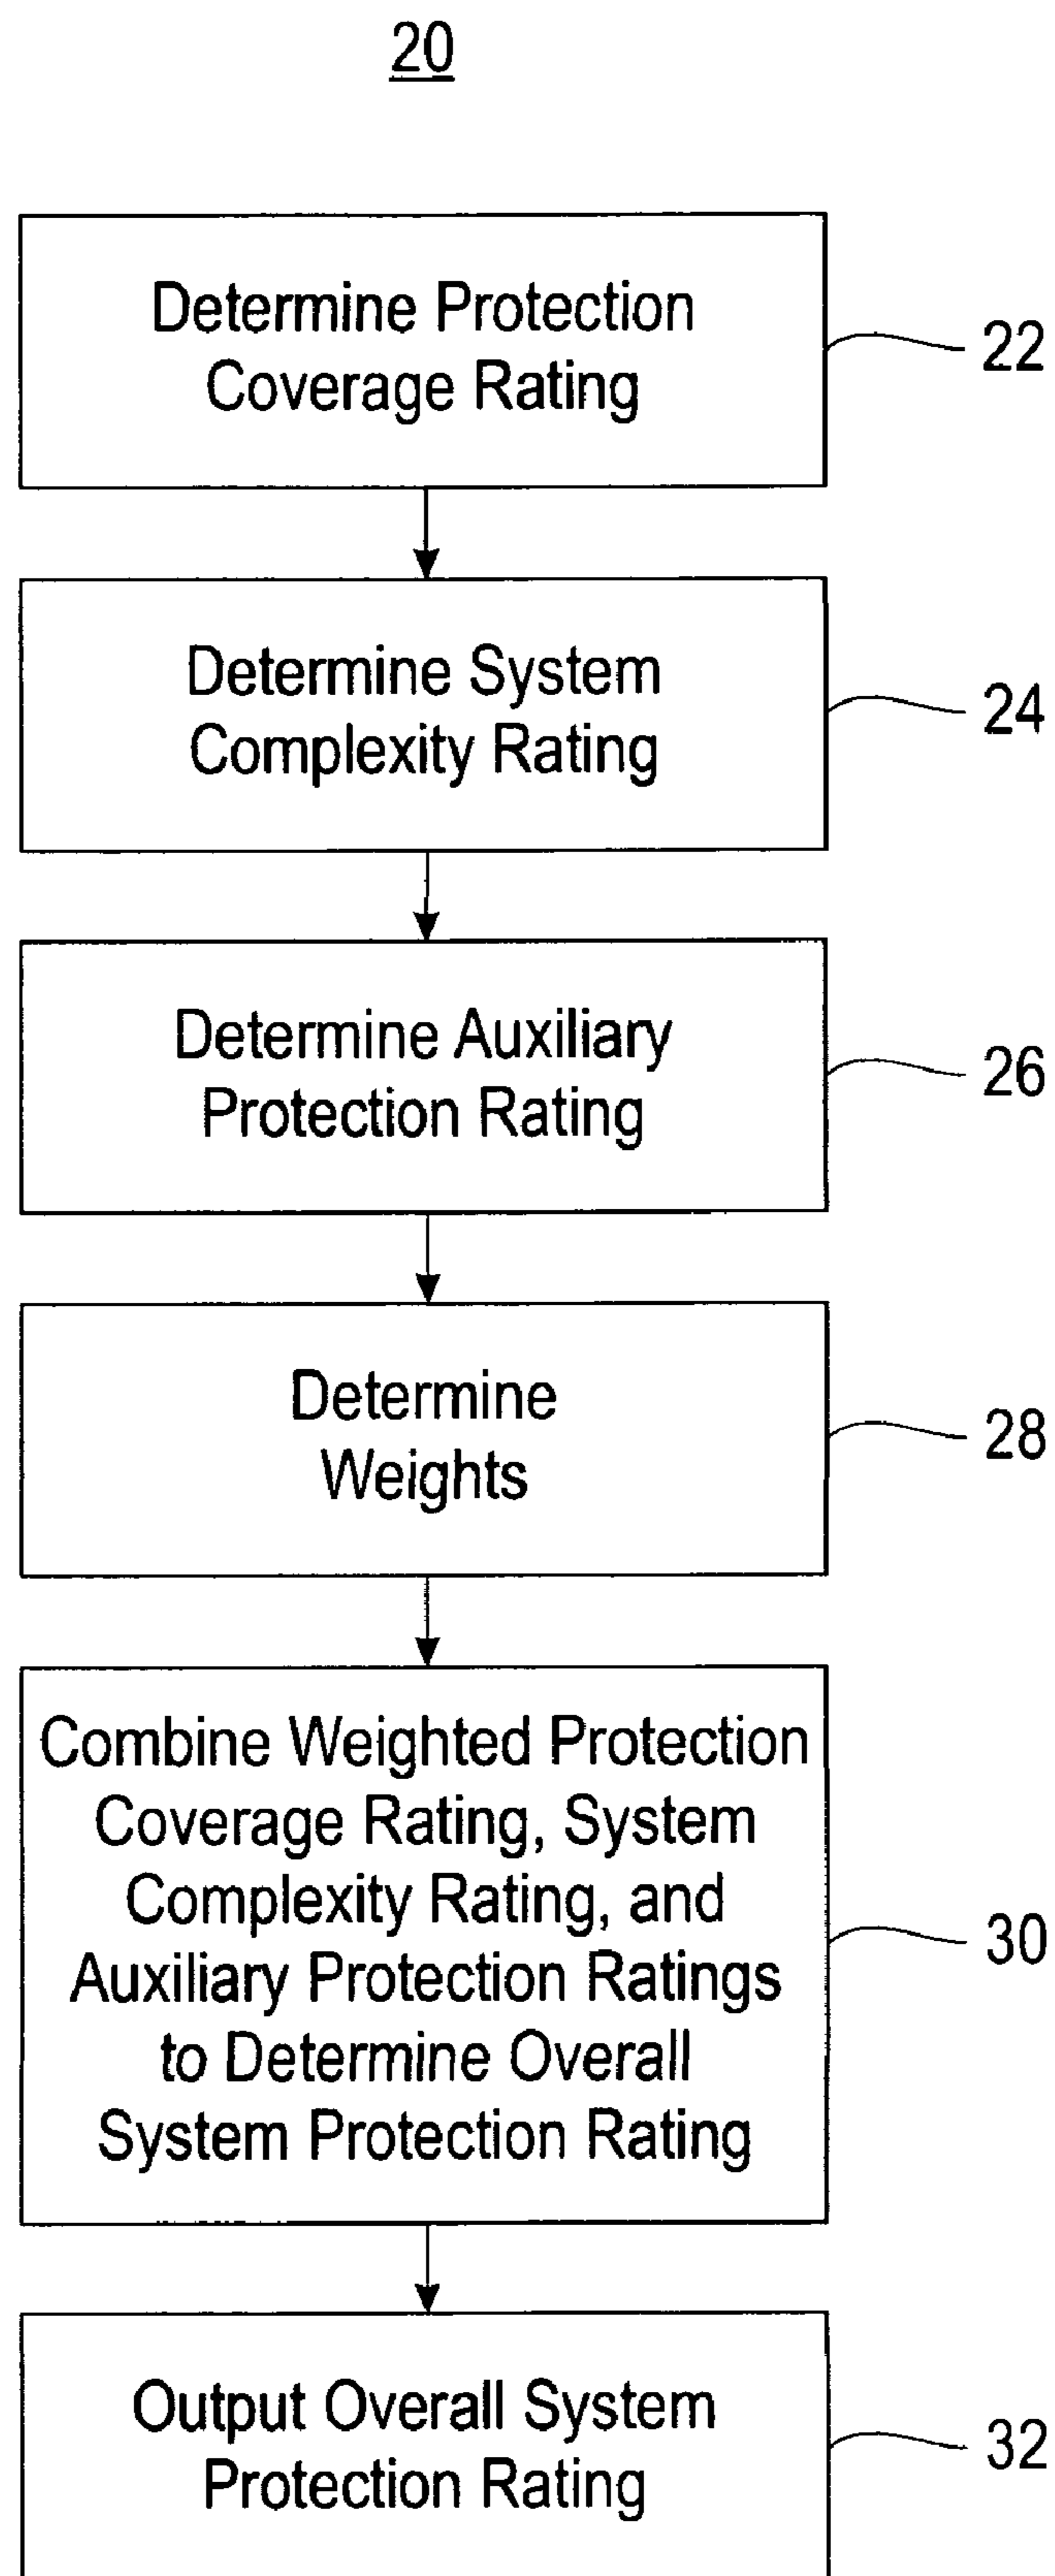 20
Determine Protection
Coverage Rating
22
Determine System
Complexity Rating
24
Determine Auxiliary
Protection Rating
26
Determine
Weights
28
Combine Weighted Protection
Coverage Rating, System
Complexity Rating, and
Auxiliary Protection Ratings
to Determine Overall
System Protection Rating
30
Output Overall System
Protection Rating
32